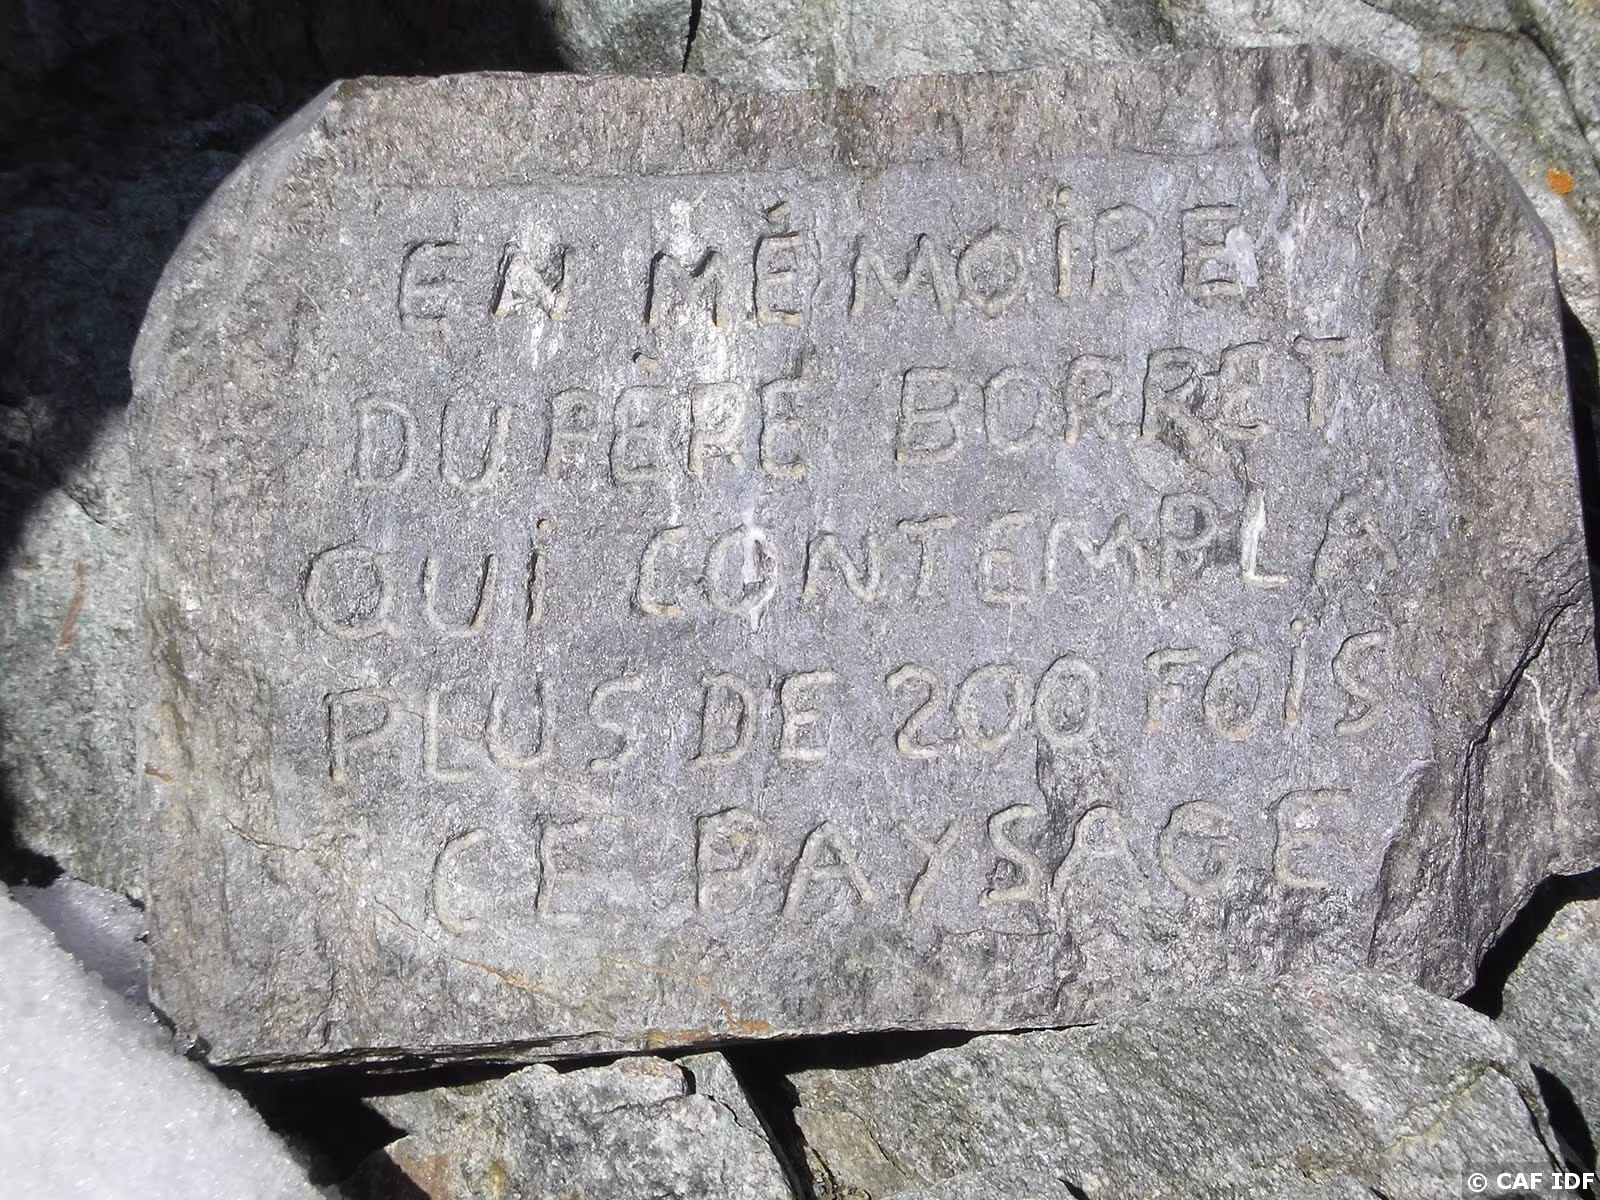 EN MÉMOIRE
DU PÈRE BORRET
QUi CONTEMPLA
PLUS DE 200 FOiS
CE PAYSAGE
© CAF IDF